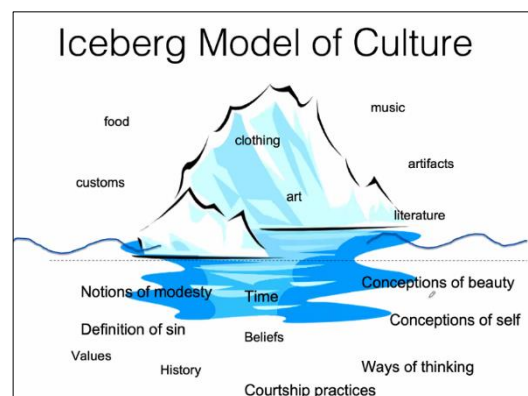 Iceberg Model of Culture
food
music
clothing
artifacts
customs
art
literature
Notions of modesty
Time
Conceptions of beauty
Definition of sin
Beliefs
Conceptions of self
Values
History
Ways of thinking
Courtship practices